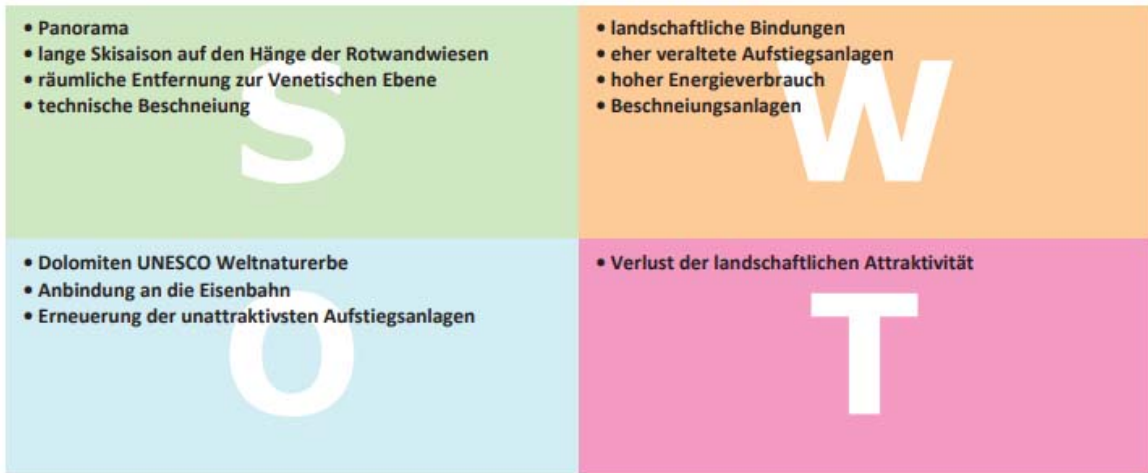 • Panorama
• lange Skisaison auf den Hänge der Rotwandwiesen
• räumliche Entfernung zur Venetischen Ebene
• technische Beschneiung
S
• landschaftliche Bindungen
• eher veraltete Aufstiegsanlagen
• hoher Energieverbrauch
• Beschneiungsanlagen
W
• Dolomiten UNESCO Weltnaturerbe
• Anbindung an die Eisenbahn
• Erneuerung der unattraktivsten Aufstiegsanlagen
O
• Verlust der landschaftlichen Attraktivität
T